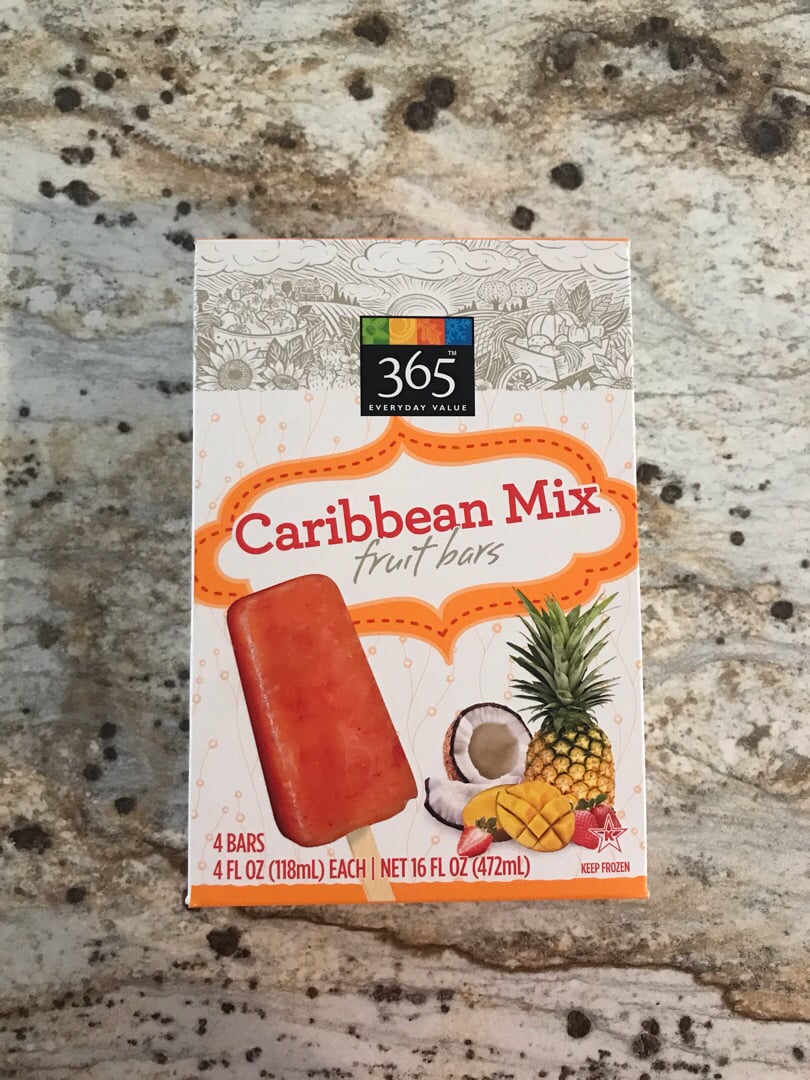 365™
EVERYDAY VALUE
Caribbean Mix
fruit bars
4 BARS
4 FL OZ (118mL) EACH | NET 16 FL OZ (472mL)
K
KEEP FROZEN